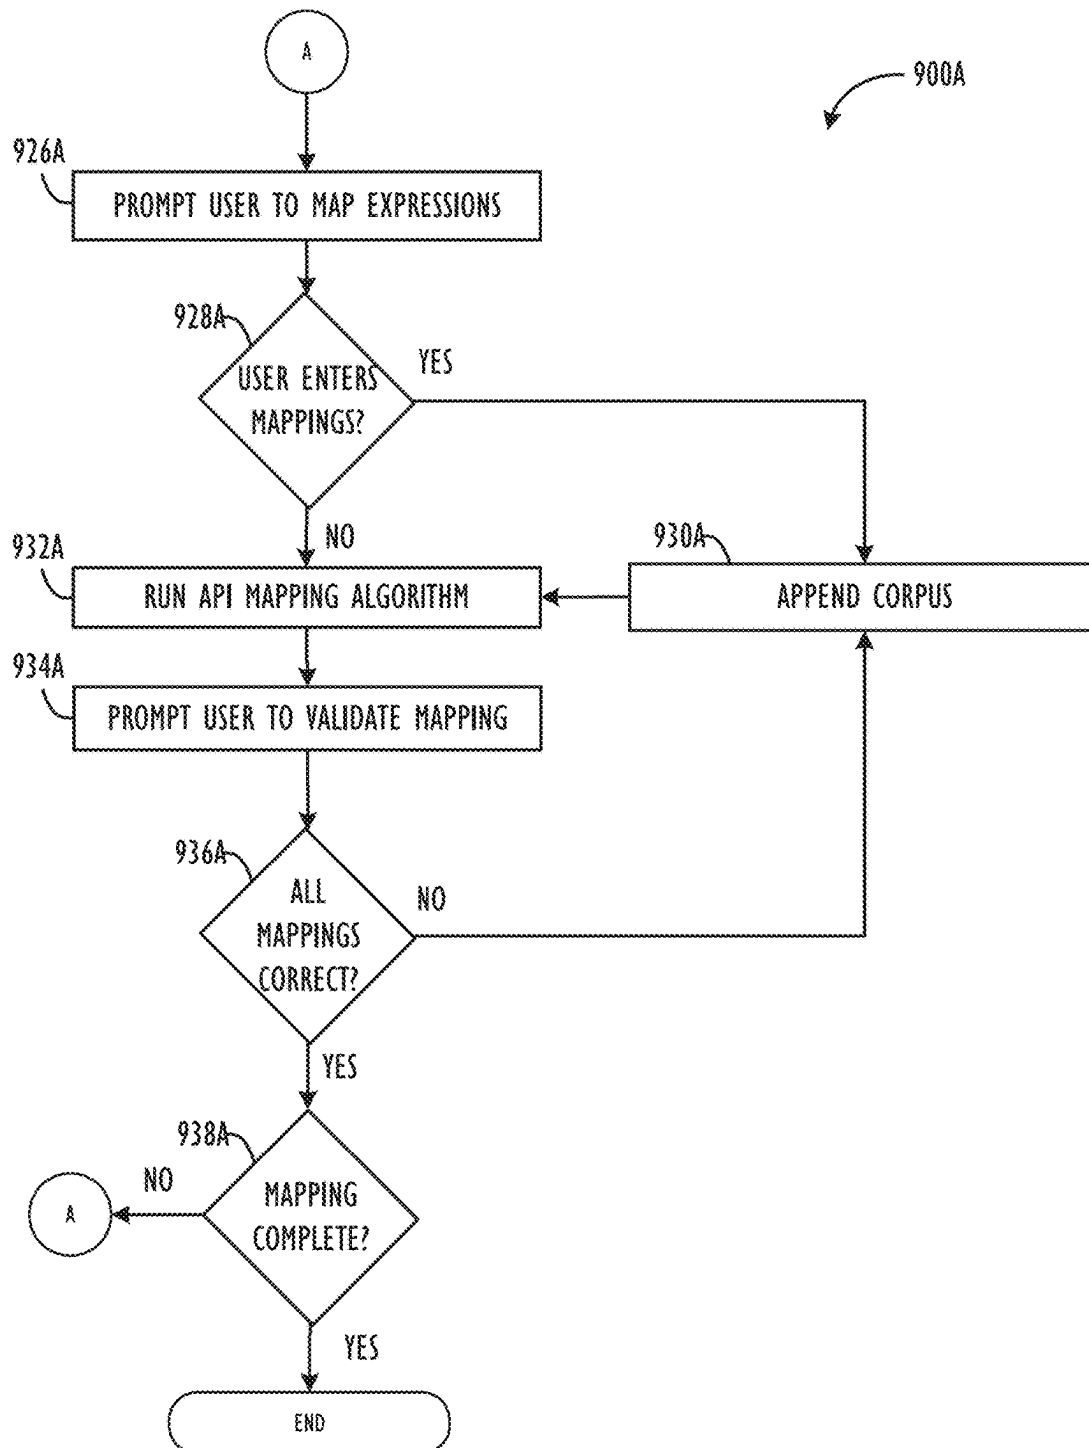 A
900A
926A
PROMPT USER TO MAP EXPRESSIONS
928A
YES
USER ENTERS
MAPPINGS?
NO
932A
930A
RUN API MAPPING ALGORITHM
APPEND CORPUS
934A
PROMPT USER TO VALIDATE MAPPING
936A
ALL
NO
MAPPINGS
CORRECT?
YES
938A
NO
MAPPING
A
COMPLETE?
YES
END